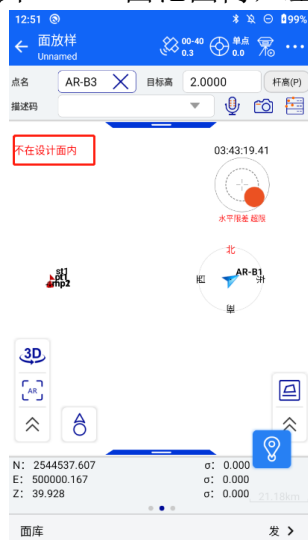 12:51 99%
面放样
Unnamed
00-40
0.3
单点
0.0
点名 AR-B3 目标高 2.0000 杆高(P)
描述码
不在设计面内
03:43:19.41
水平限差 超限
北
AR-B1
西
南
3D
AR
N: 2544537.607 σ: 0.000
E: 500000.167 σ: 0.000
Z: 39.928 σ: 0.000
21.18km
面库 发 >